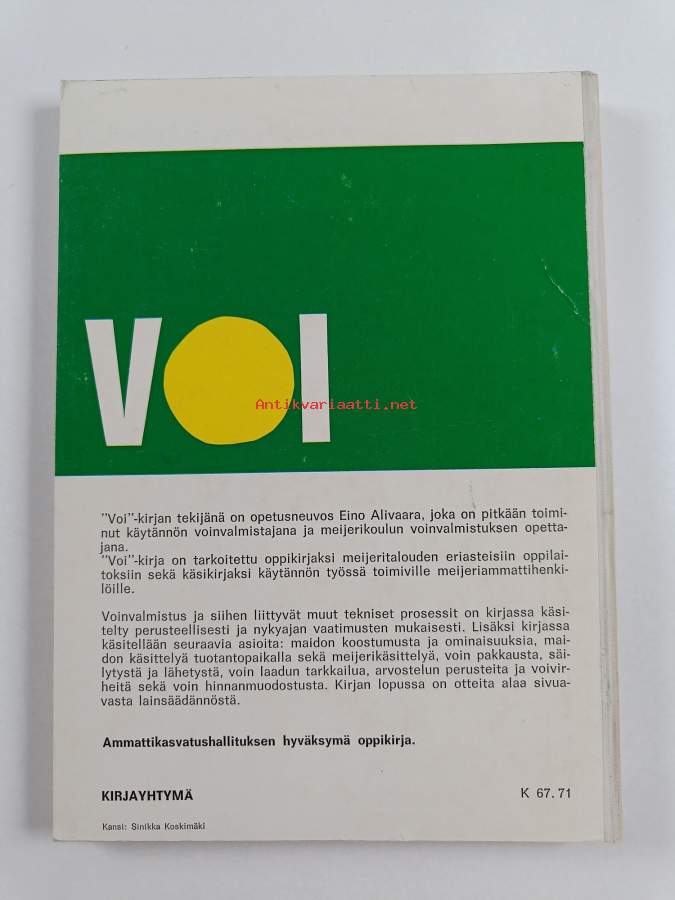 VOI
Antikvariaatti.net
"Voi"-kirjan tekijänä on opetusneuvos Eino Alivaara, joka on pitkään toimi-
nut käytännön voinvalmistajana ja meijerikoulun voinvalmistuksen opetta-
jana.
"Voi"-kirja on tarkoitettu oppikirjaksi meijeritalouden eriasteisiin oppilai-
toksiin sekä käsikirjaksi käytännön työssä toimiville meijeriammattihenki-
löille.
Voinvalmistus ja siihen liittyvät muut tekniset prosessit on kirjassa käsi-
telty perusteellisesti ja nykyajan vaatimusten mukaisesti. Lisäksi kirjassa
käsitellään seuraavia asioita: maidon koostumusta ja ominaisuuksia, mai-
don käsittelyä tuotantopaikalla sekä meijerikäsittelyä, voin pakkausta, säi-
lytystä ja lähetystä, voin laadun tarkkailua, arvostelun perusteita ja voivir-
heitä sekä voin hinnanmuodostusta. Kirjan lopussa on otteita alaa sivua-
vasta lainsäädännöstä.
Ammattikasvatushallituksen hyväksymä oppikirja.
KIRJAYHTYMÄ
K 67.71
Kansi: Sinikka Koskimäki